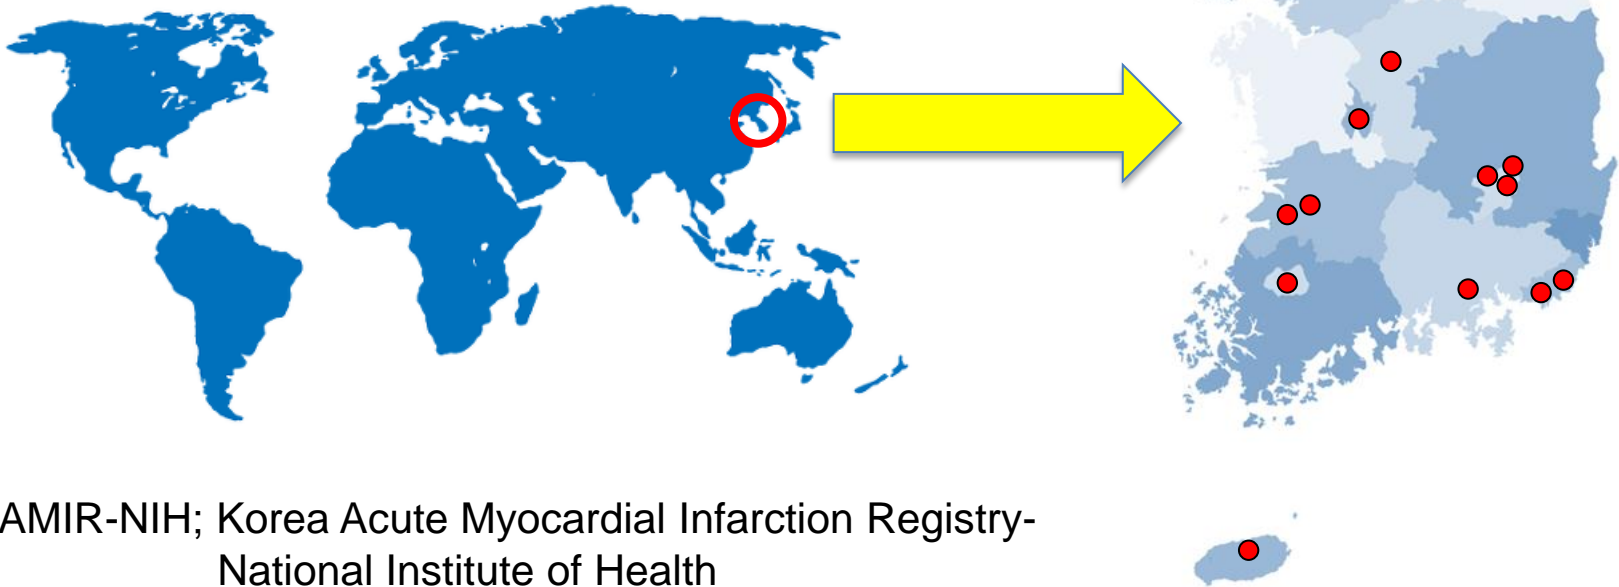 AMIR-NIH; Korea Acute Myocardial Infarction Registry-
National Institute of Health